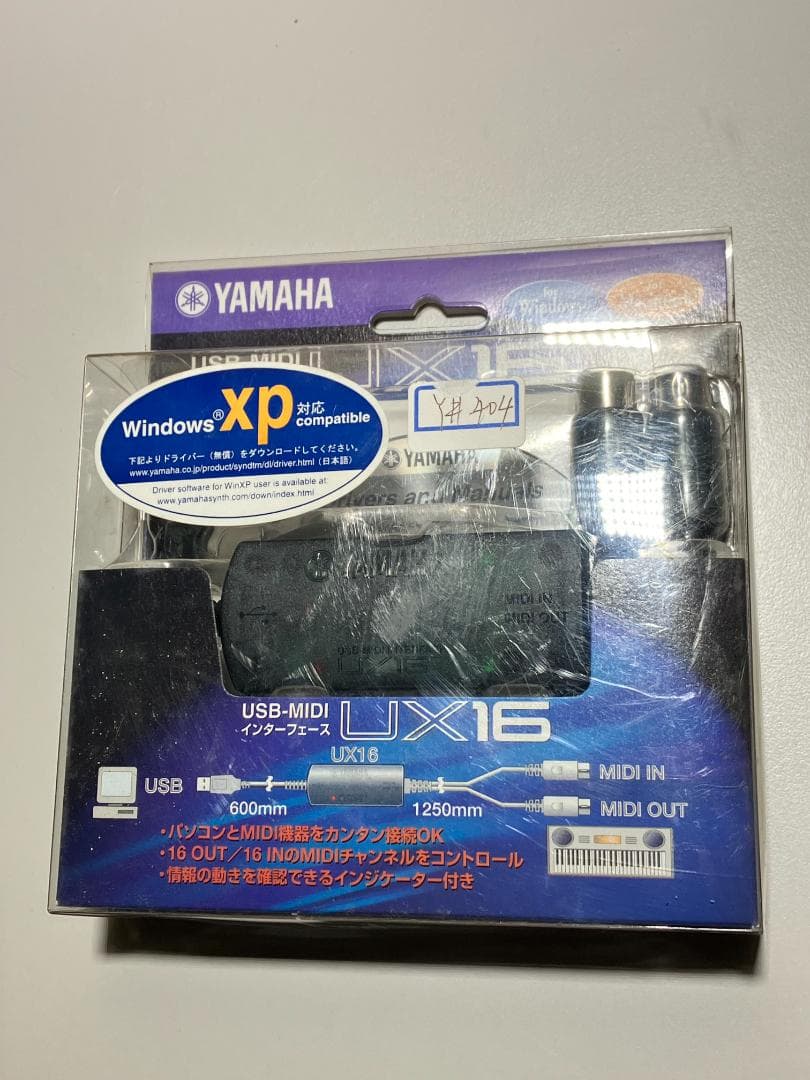 YAMAHA
for
Windows
USB-MIDI UX16
Windows® xp 対応
compatible
下記よりドライバー(無償)をダウンロードしてください。
www.yamaha.co.jp/product/syndtm/dl/driver.html(日本語)
Driver software for WinXP user is available at:
www.yamahasynth.com/down/index.html
Y# 404
YAMAHA
Drivers and Manuals
YAMAHA
MIDI IN
MIDI OUT
UX16
USB-MIDI
インターフェース
UX16
UX16
USB
600mm
1250mm
MIDI IN
MIDI OUT
・パソコンとMIDI機器をカンタン接続OK
・16 OUT/16 INのMIDIチャンネルをコントロール
・情報の動きを確認できるインジケーター付き